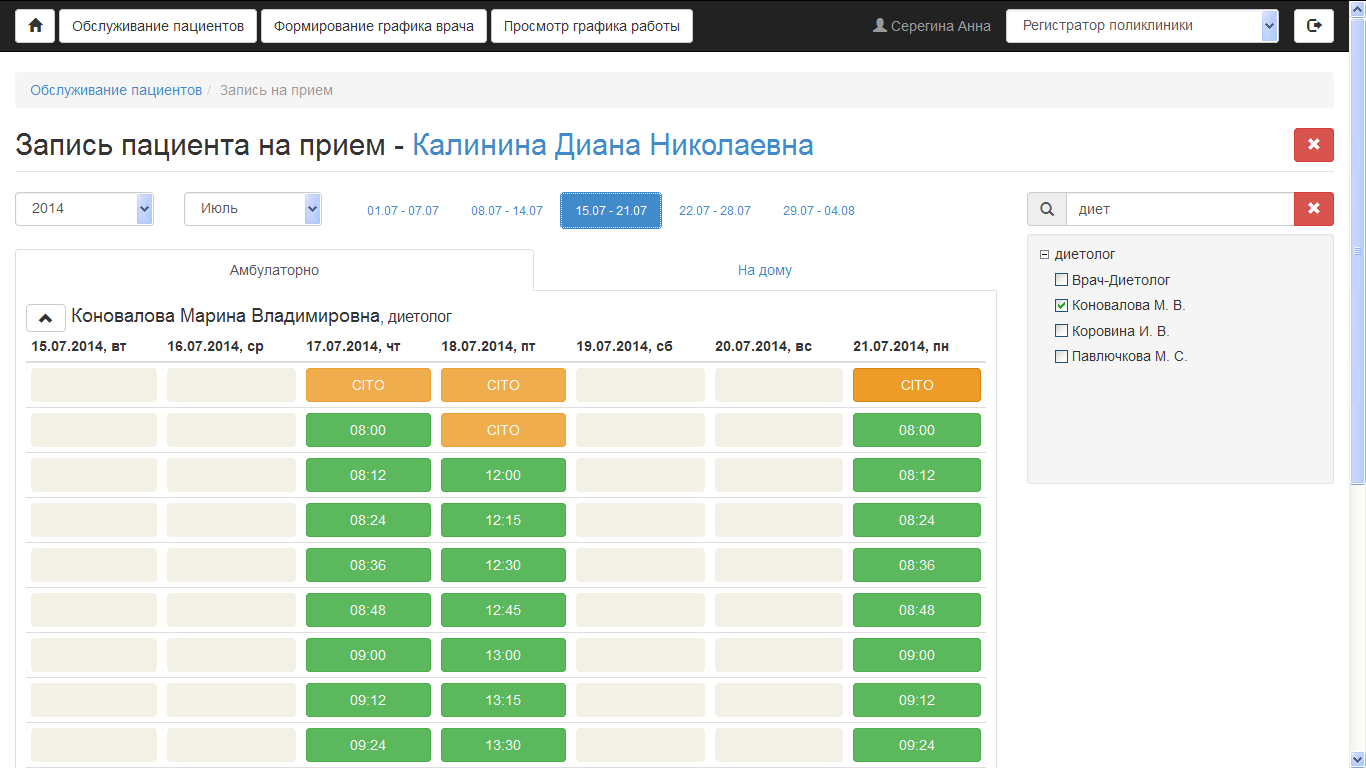 Обслуживание пациентов Формирование графика врача Просмотр графика работы Серегина Анна Регистратор поликлиники
Обслуживание пациентов / Запись на прием
Запись пациента на прием - Калинина Диана Николаевна
2014 Июль 01.07 - 07.07 08.07 - 14.07 15.07 - 21.07 22.07 - 28.07 29.07 - 04.08
Амбулаторно На дому
Коновалова Марина Владимировна, диетолог
15.07.2014, вт 16.07.2014, ср 17.07.2014, чт 18.07.2014, пт 19.07.2014, сб 20.07.2014, вс 21.07.2014, пн
CITO CITO CITO
08:00 CITO 08:00
08:12 12:00 08:12
08:24 12:15 08:24
08:36 12:30 08:36
08:48 12:45 08:48
09:00 13:00 09:00
09:12 13:15 09:12
09:24 13:30 09:24
диет
диетолог
Врач-Диетолог
Коновалова М. В.
Коровина И. В.
Павлючкова М. С.